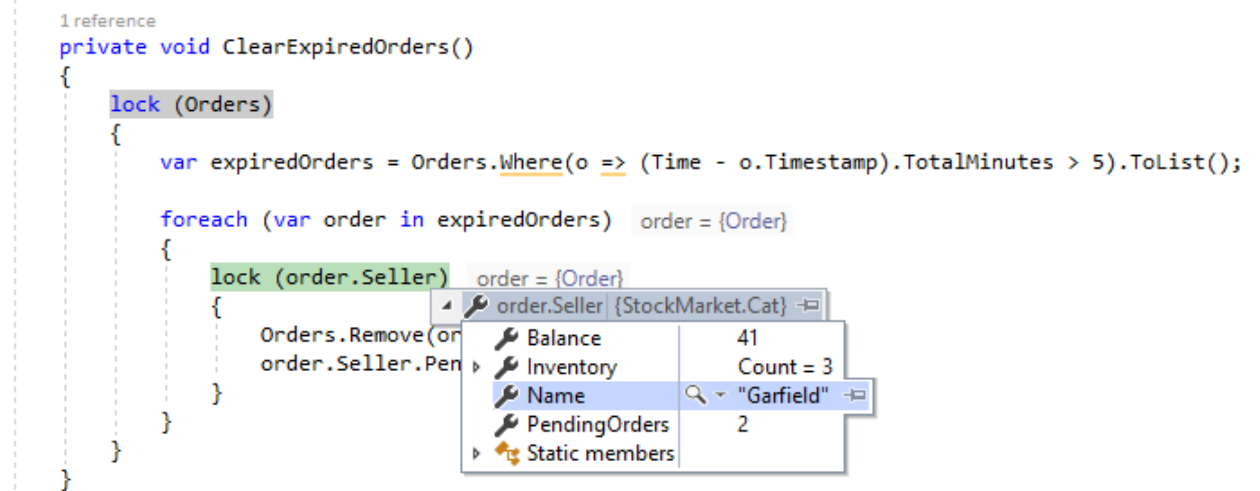 1 reference
private void ClearExpiredOrders()
{
lock (Orders)
{
var expiredOrders = Orders.Where(o => (Time - o.Timestamp).TotalMinutes > 5).ToList();
foreach (var order in expiredOrders) order = {Order}
{
lock (order.Seller) order = {Order}
{ order.Seller {StockMarket.Cat}
Orders.Remove(or Balance 41
order.Seller.Pen Inventory Count = 3
} Name "Garfield"
} PendingOrders 2
} Static members
}